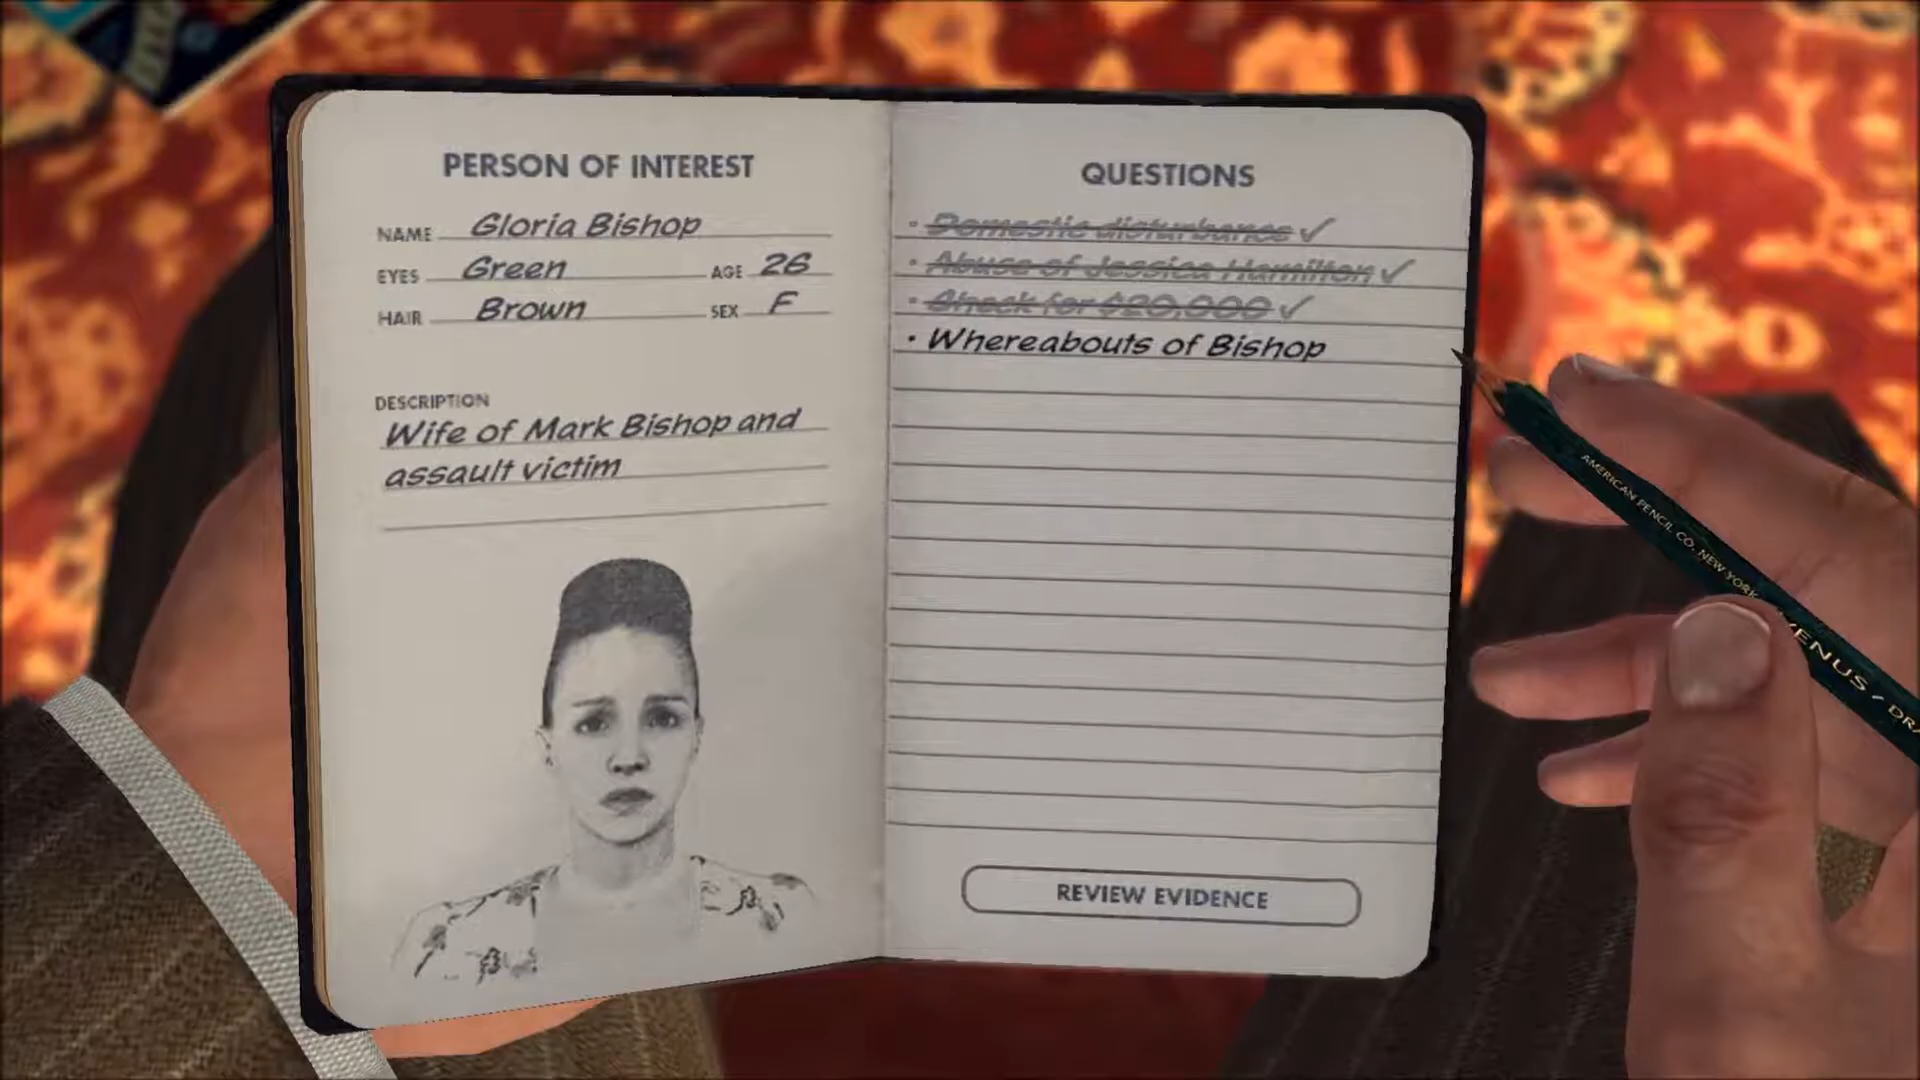 PERSON OF INTEREST
NAME Gloria Bishop
EYES Green AGE 26
HAIR Brown SEX F
DESCRIPTION
Wife of Mark Bishop and
assault victim
QUESTIONS
· Domestic disturbance ✓
· Abuse of Jessica Hamilton ✓
· Check for $20,000 ✓
· Whereabouts of Bishop
REVIEW EVIDENCE
AMERICAN PENCIL CO. NEW YORK
VENUS / DRA